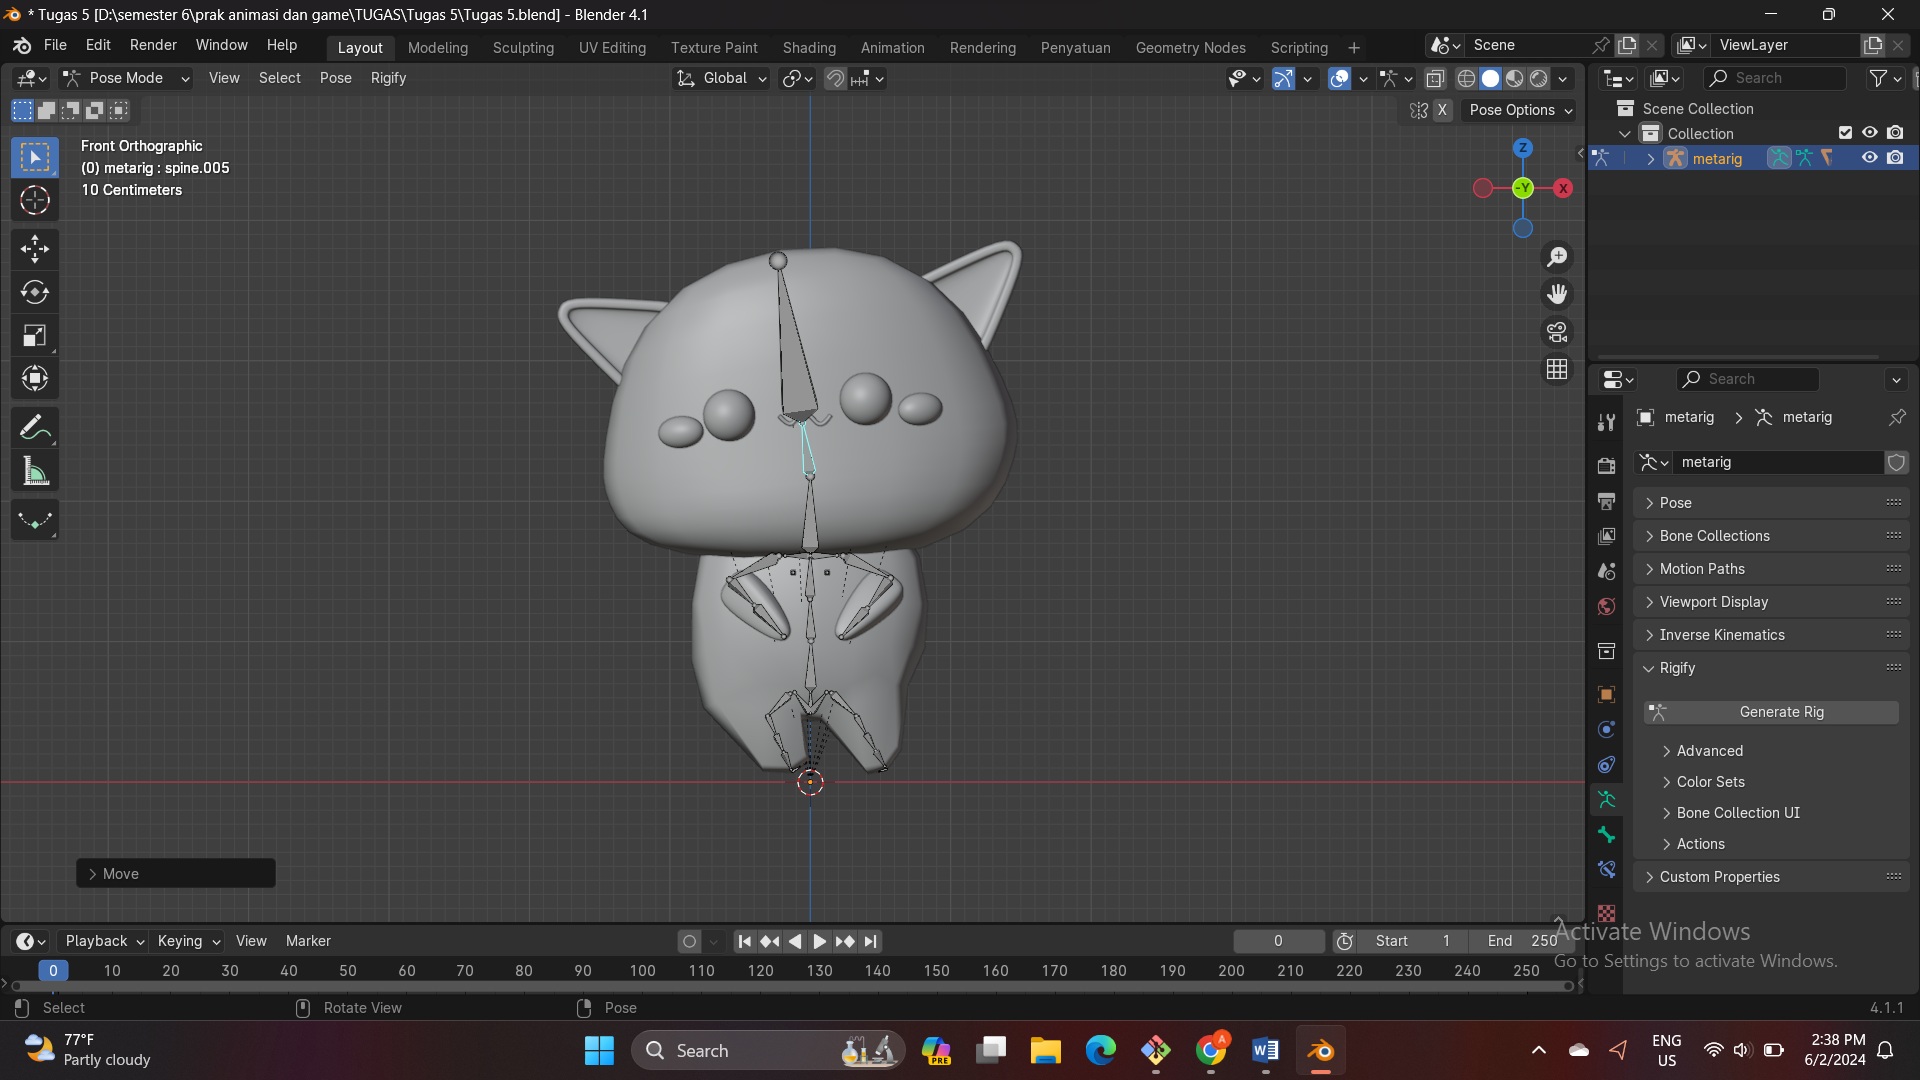 * Tugas 5 [D:\semester 6\prak animasi dan game\TUGAS\Tugas 5\Tugas 5.blend] - Blender 4.1
File Edit Render Window Help Layout Modeling Sculpting UV Editing Texture Paint Shading Animation Rendering Penyatuan Geometry Nodes Scripting + Scene ViewLayer
Pose Mode View Select Pose Rigify Global Search
X Pose Options
Scene Collection
Collection
metarig
Front Orthographic
(0) metarig : spine.005
10 Centimeters
Z
-Y X
Search
metarig > metarig
metarig
Pose
Bone Collections
Motion Paths
Viewport Display
Inverse Kinematics
Rigify
Generate Rig
Advanced
Color Sets
Bone Collection UI
Actions
Custom Properties
Move
Activate Windows
Go to Settings to activate Windows.
Playback Keying View Marker 0 Start 1 End 250
0 10 20 30 40 50 60 70 80 90 100 110 120 130 140 150 160 170 180 190 200 210 220 230 240 250
Select Rotate View Pose 4.1.1
77°F
Partly cloudy
Search
PRE
A
ENG
US
2:38 PM
6/2/2024